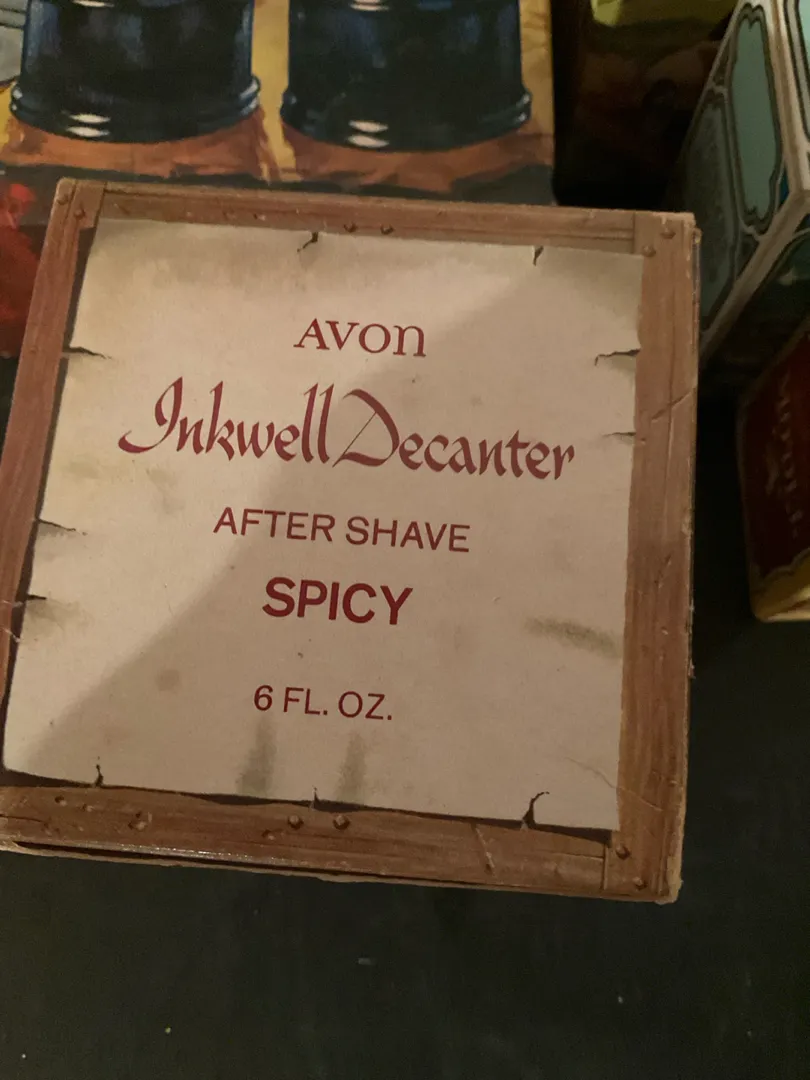 AVON
Inkwell Decanter
AFTER SHAVE
SPICY
6 FL. OZ.